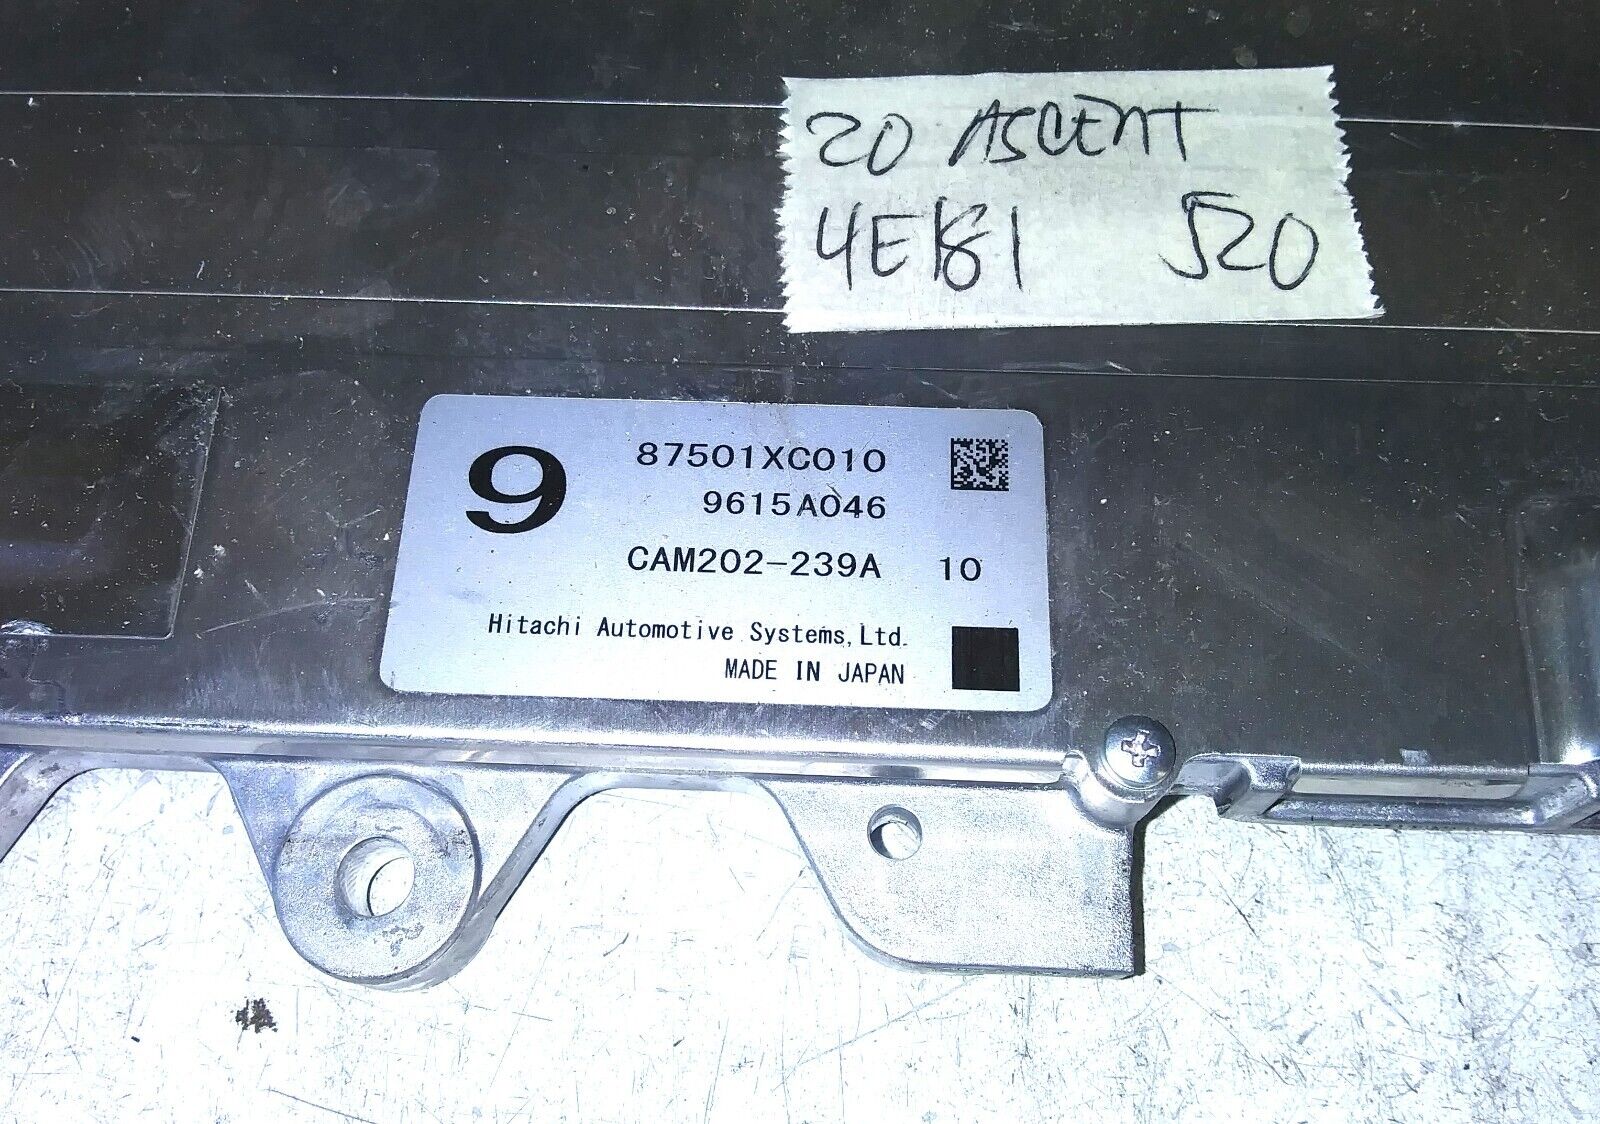 20 ASCENT
4E181 520
9
87501XC010
9615A046
CAM202-239A 10
Hitachi Automotive Systems, Ltd.
MADE IN JAPAN